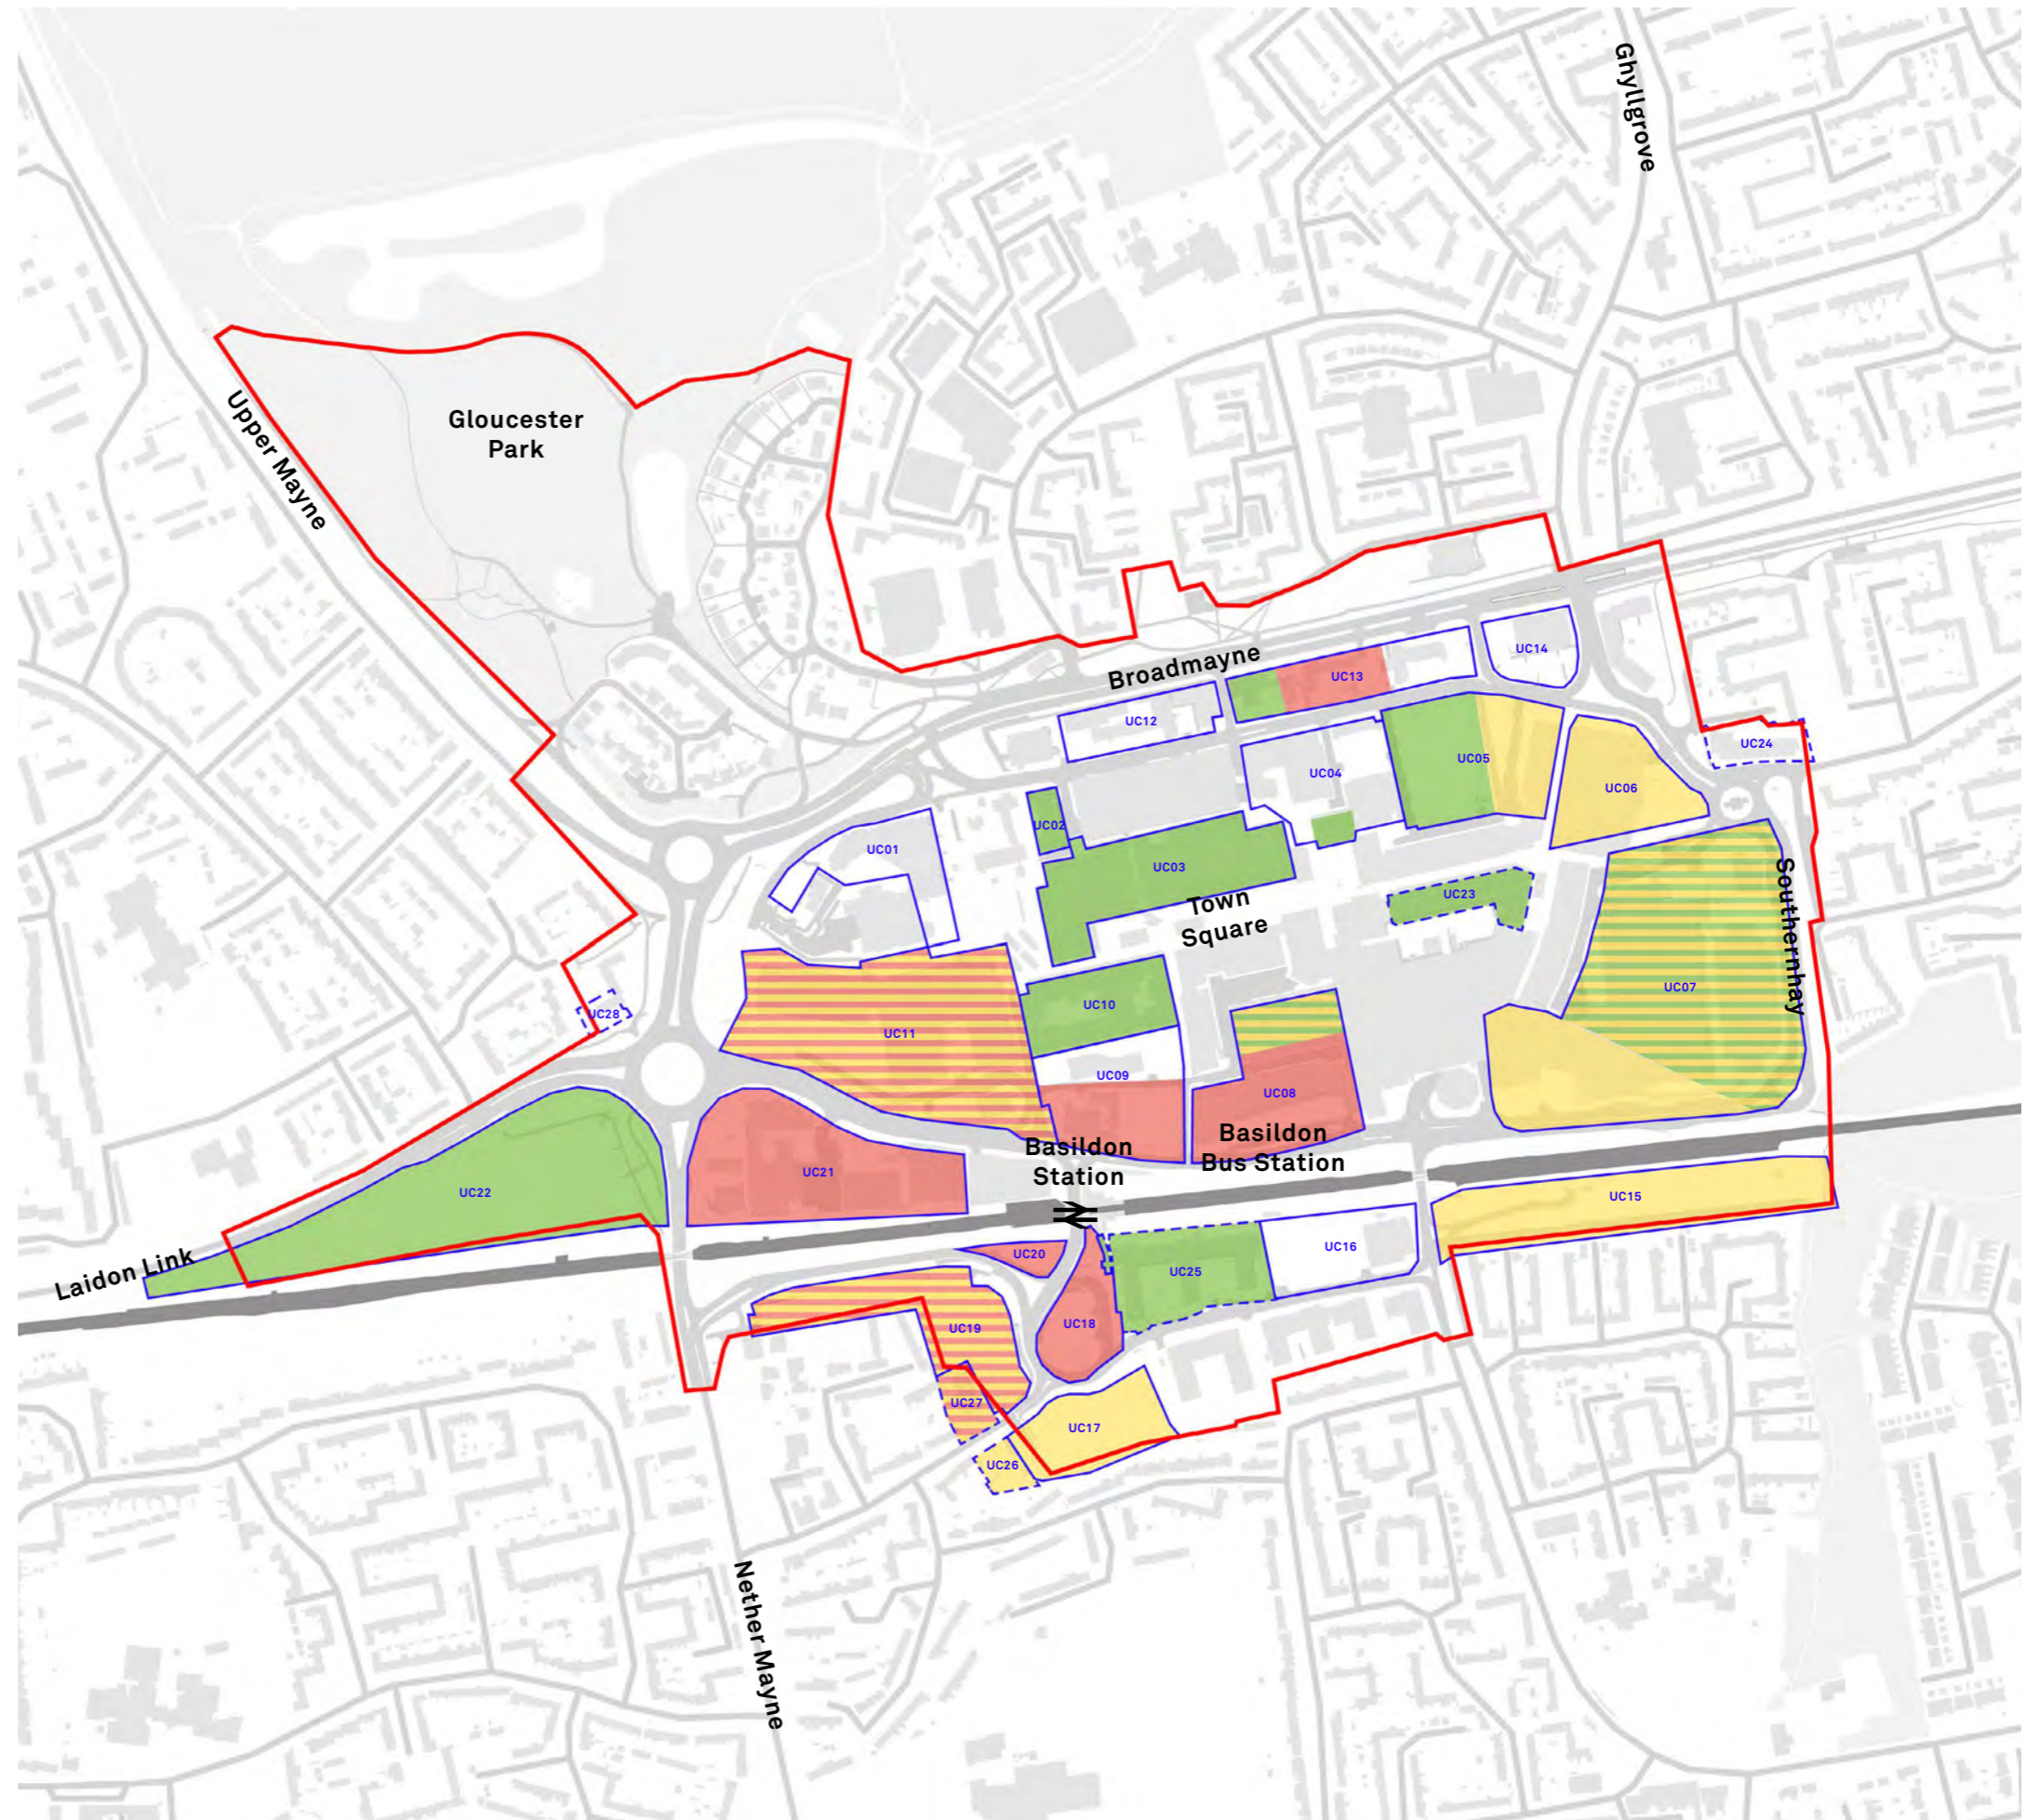 Ghyllgrove
Upper Mayne
Gloucester
Park
Broadmayne
UC14
UC13
UC12
UC24
UC04
UC05
UC06
UC02
UC01
UC03
UC23
Town
Square
Southernhay
UC07
UC10
UC28
UC11
UC09
UC08
Basildon
Station
Basildon
Bus Station
UC21
UC22
UC15
UC16
UC20
UC25
Laidon Link
UC18
UC19
UC27
UC17
UC26
Nether Mayne